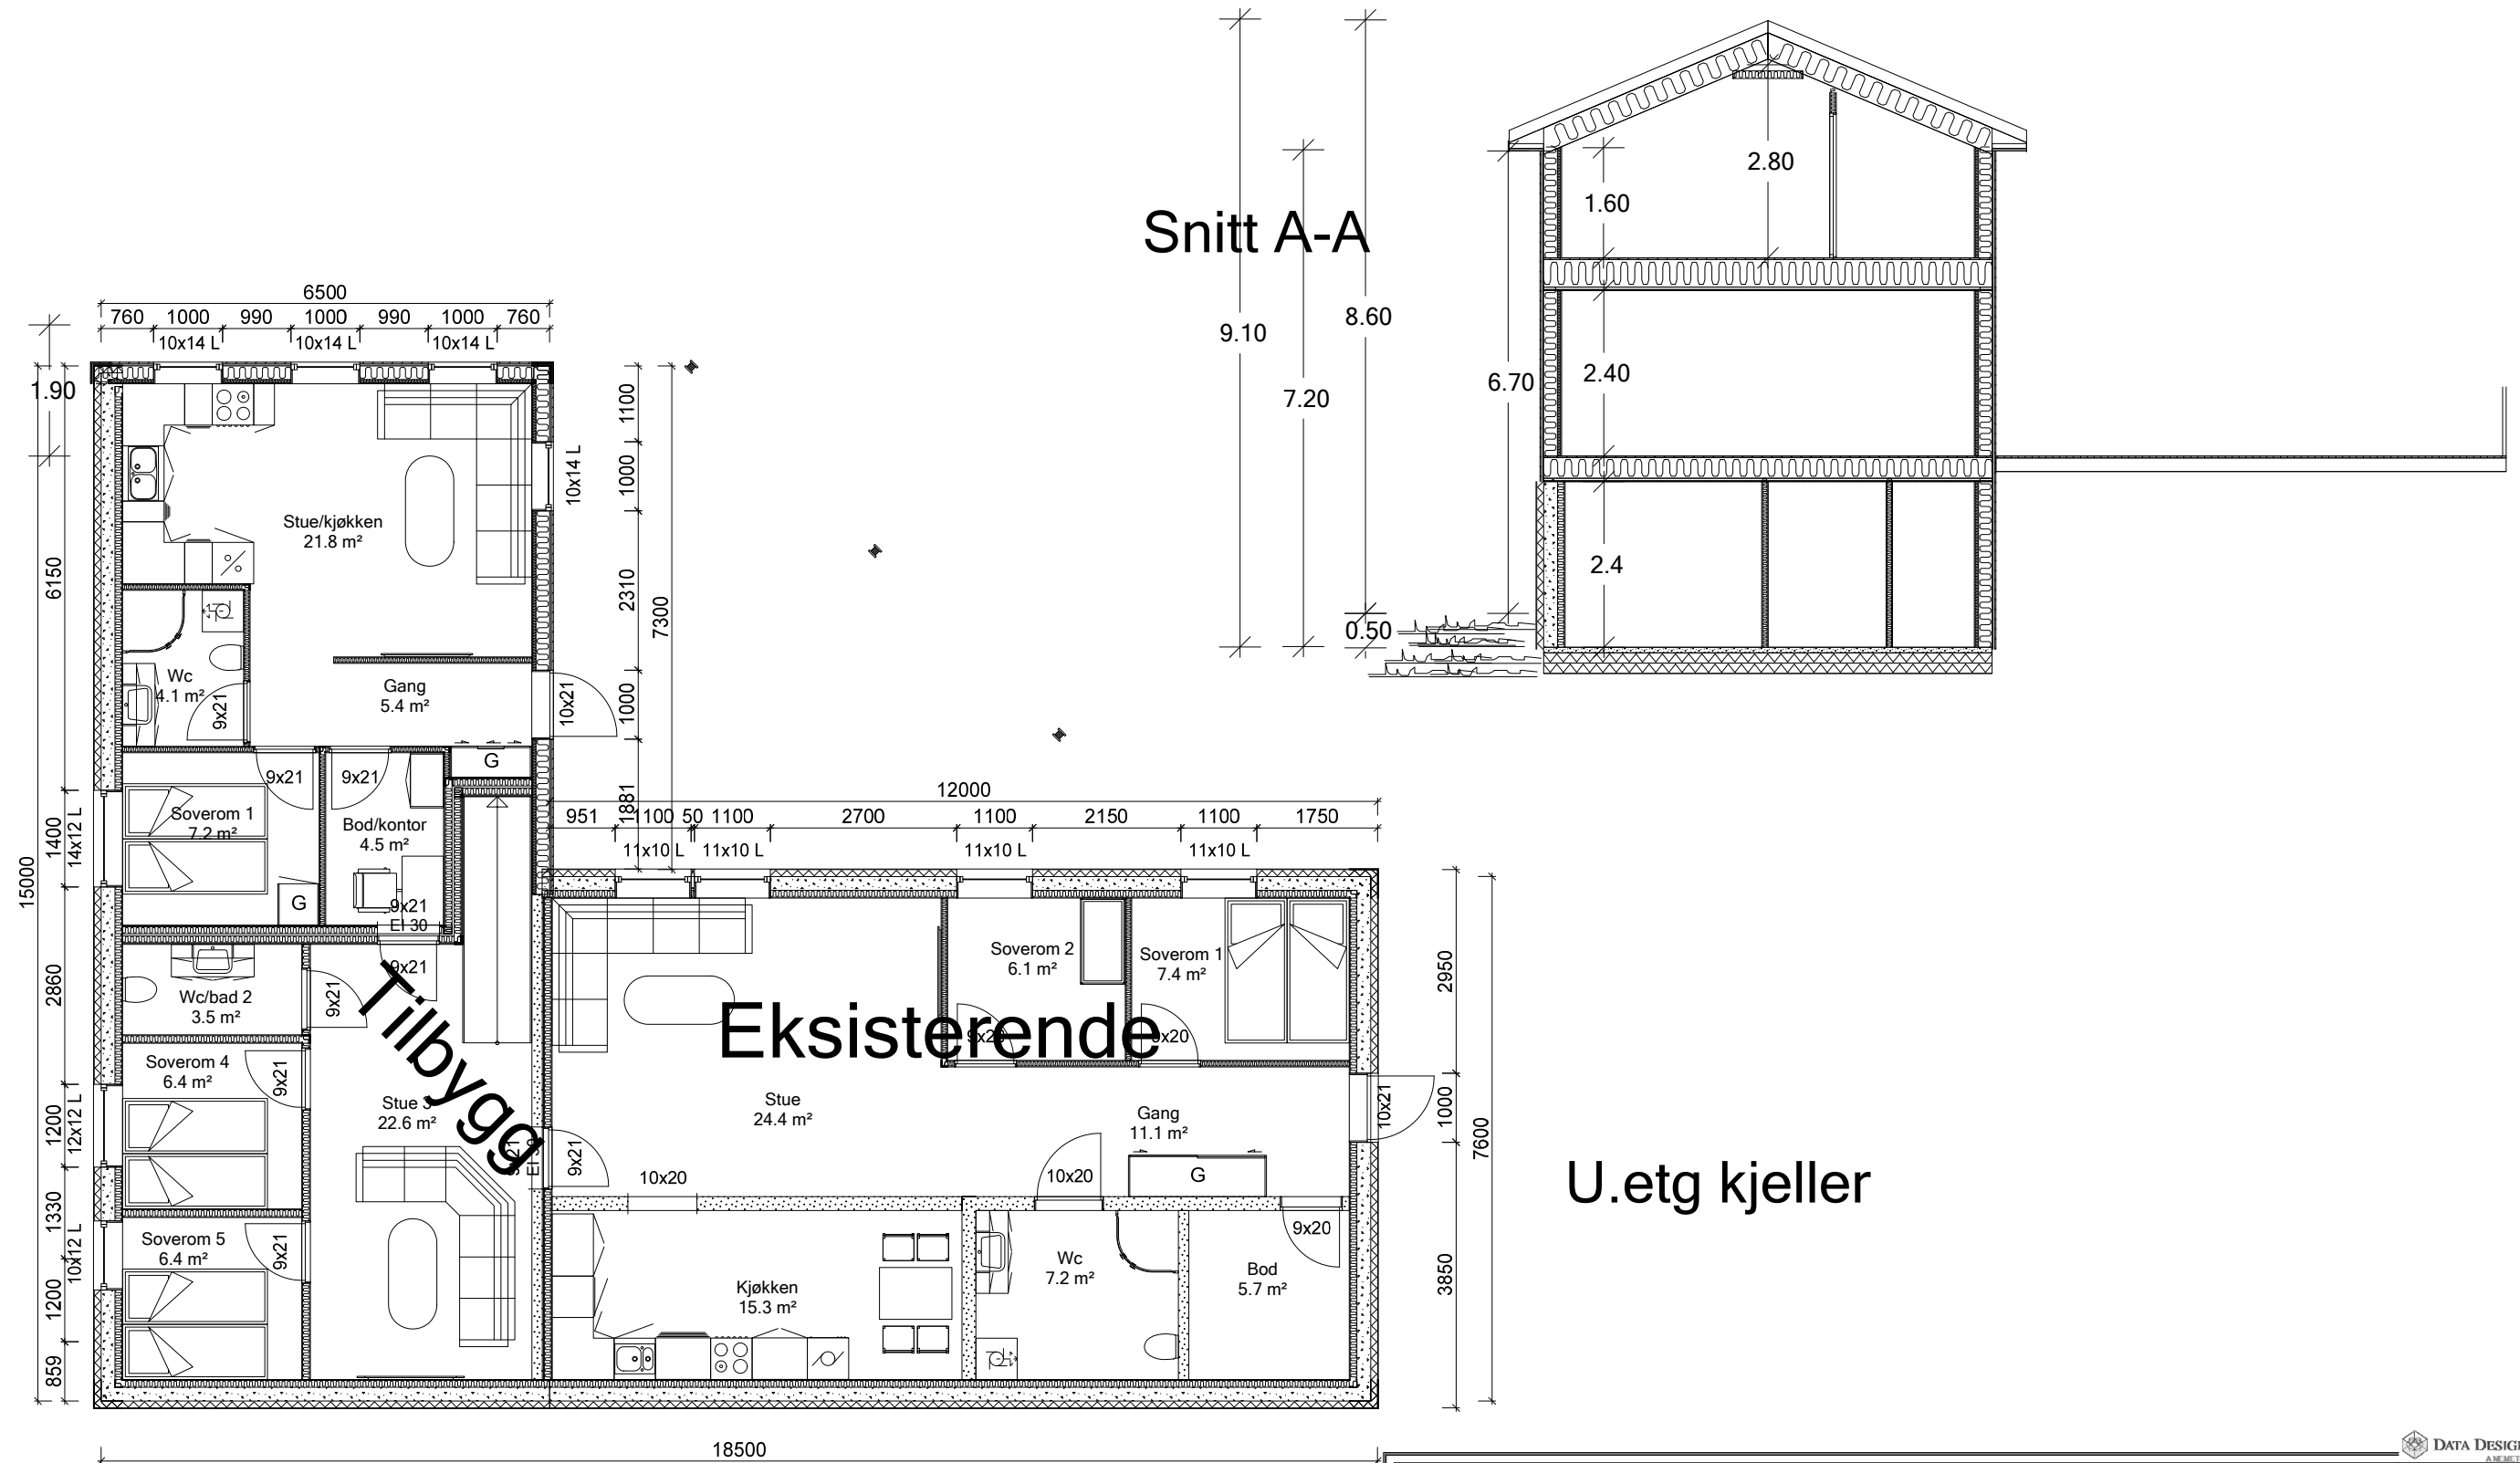 Snitt A-A
9.10
7.20
8.60
0.50
6.70
1.60
2.80
2.40
2.4
6500
760 1000 990 1000 990 1000 760
10x14 L 10x14 L 10x14 L
1.90
15000
6150
1400
14x12 L
2860
1200
12x12 L
1330
10x12 L
1200
859
1100
1000
10x14 L
2310
7300
1000
10x21
1881
Stue/kjøkken
21.8 m²
Wc
4.1 m²
9x21
Gang
5.4 m²
G
9x21
9x21
Soverom 1
7.2 m²
G
Bod/kontor
4.5 m²
9x21
EI 30
9x21
Wc/bad 2
3.5 m²
9x21
Soverom 4
6.4 m²
9x21
Stue 3
22.6 m²
Soverom 5
6.4 m²
9x21
Tilbygg
9x21
9x21
12000
951 1100 50 1100 2700 1100 2150 1100 1750
11x10 L 11x10 L 11x10 L 11x10 L
Soverom 2
6.1 m²
Soverom 1
7.4 m²
Eksisterende
9x20
9x20
Stue
24.4 m²
Gang
11.1 m²
10x21
10x20
10x20
G
9x20
Kjøkken
15.3 m²
Wc
7.2 m²
Bod
5.7 m²
2950
1000
3850
7600
U.etg kjeller
18500
DATA DESIG